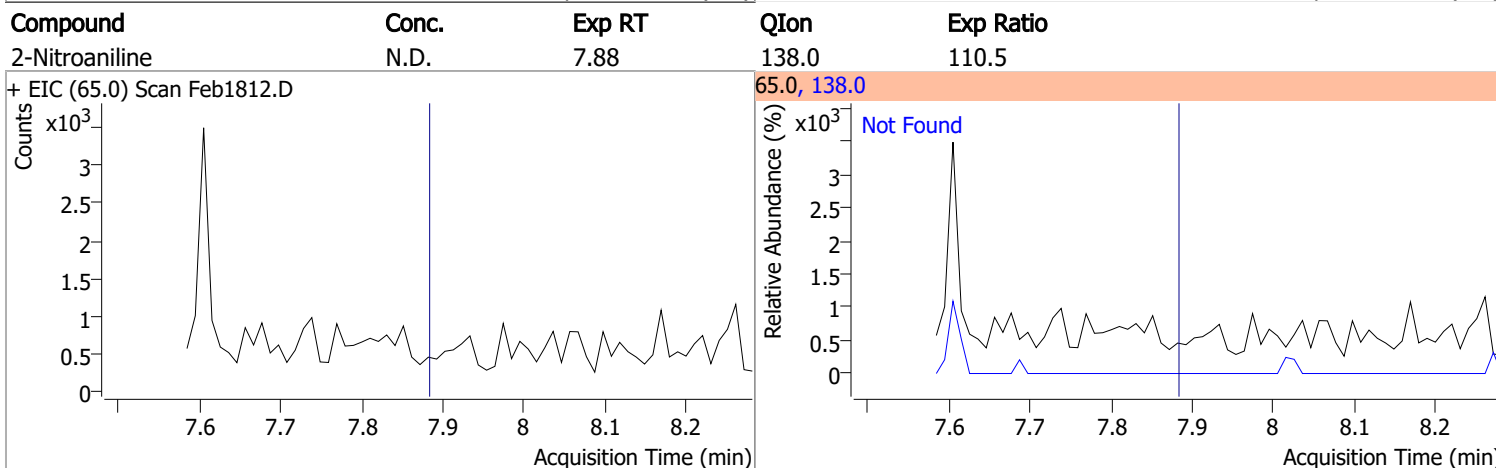 Compound Conc. Exp RT QIon Exp Ratio
2-Nitroaniline N.D. 7.88 138.0 110.5
+ EIC (65.0) Scan Feb1812.D
Counts
x10³
3
2.5
2
1.5
1
0.5
0
7.6 7.7 7.8 7.9 8 8.1 8.2
Acquisition Time (min)
65.0, 138.0
Relative Abundance (%)
x10³
Not Found
3
2.5
2
1.5
1
0.5
0
7.6 7.7 7.8 7.9 8 8.1 8.2
Acquisition Time (min)